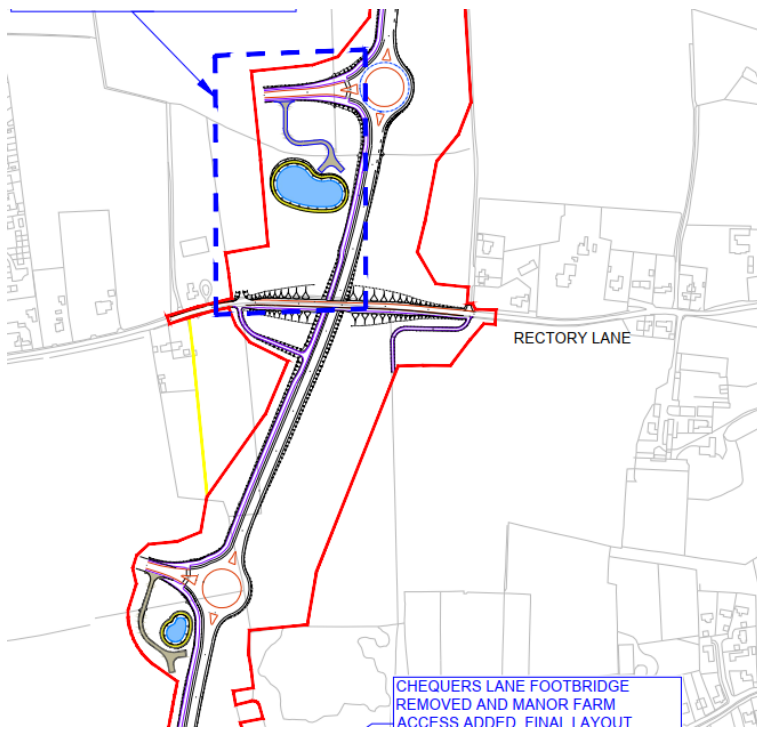 RECTORY LANE
CHEQUERS LANE FOOTBRIDGE
REMOVED AND MANOR FARM
ACCESS ADDED. FINAL LAYOUT